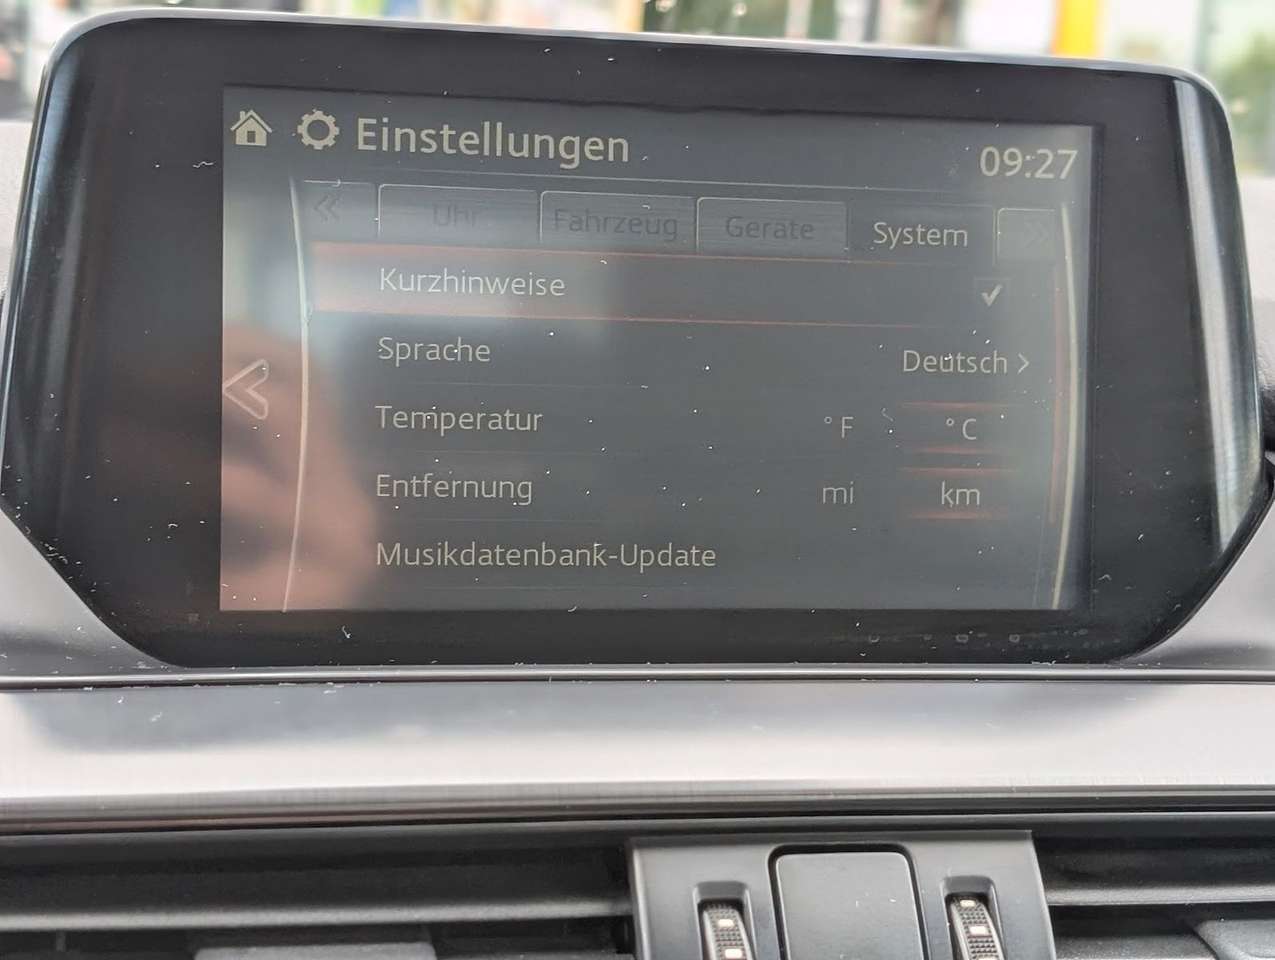 Einstellungen
09:27
Uhr Fahrzeug Geräte System
Kurzhinweise
Sprache Deutsch
Temperatur °F °C
Entfernung mi km
Musikdatenbank-Update